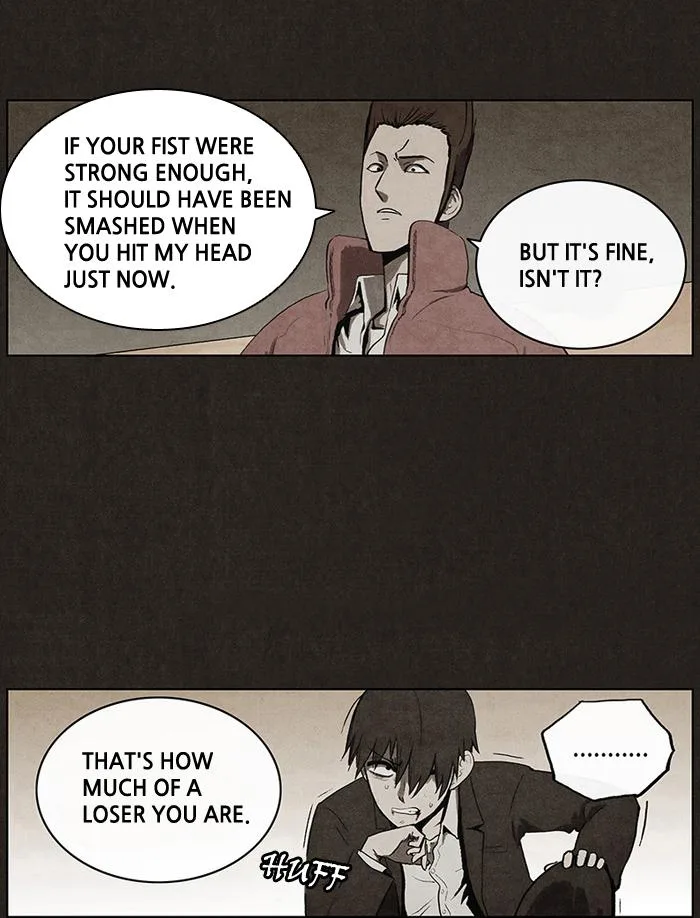 IF YOUR FIST WERE
STRONG ENOUGH,
IT SHOULD HAVE BEEN
SMASHED WHEN
YOU HIT MY HEAD
JUST NOW.
BUT IT'S FINE,
ISN'T IT?
THAT'S HOW
MUCH OF A
LOSER YOU ARE.
............
HUFF